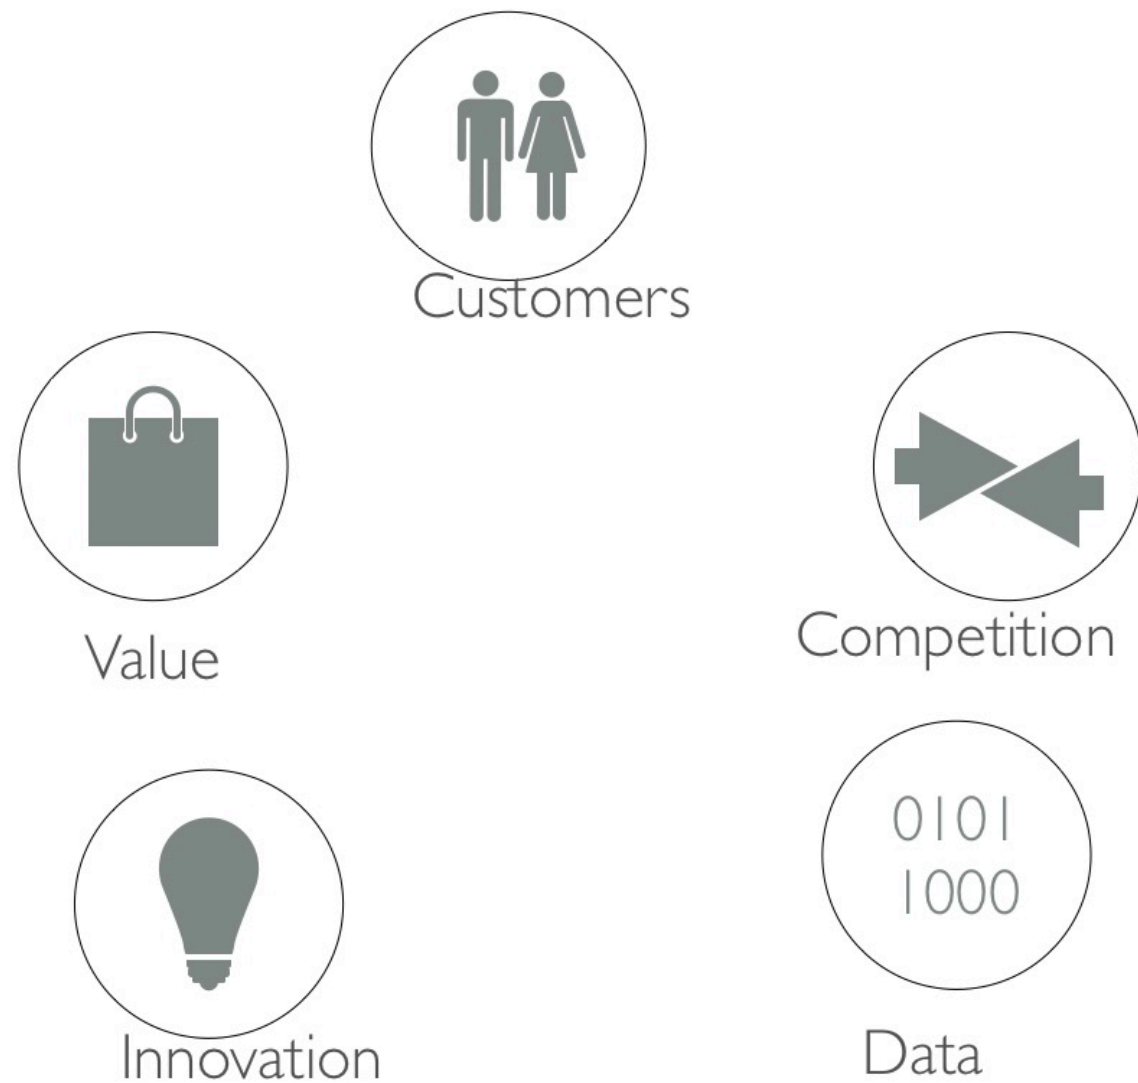 Customers
Value
Competition
0101
1000
Innovation
Data